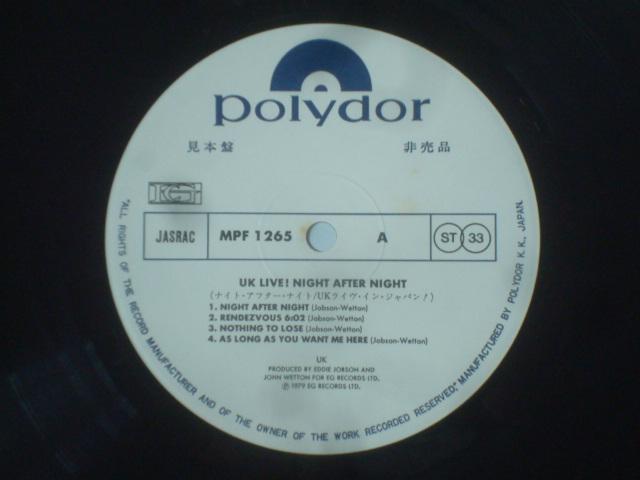 polydor
見本盤 非売品
EG
JASRAC MPF 1265 A ST 33
UK LIVE! NIGHT AFTER NIGHT
(ナイト・アフター・ナイト/UKライヴ・イン・ジャパン!)
1. NIGHT AFTER NIGHT (Jobson-Wetton)
2. RENDEZVOUS 6:02 (Jobson-Wetton)
3. NOTHING TO LOSE (Jobson-Wetton)
4. AS LONG AS YOU WANT ME HERE (Jobson-Wetton)
UK
PRODUCED BY EDDIE JOBSON AND
JOHN WETTON FOR EG RECORDS LTD.
Ⓟ 1979 EG RECORDS LTD.
"ALL RIGHTS OF THE RECORD MANUFACTURER AND OF THE OWNER OF THE WORK RECORDED RESERVED," MANUFACTURED BY POLYDOR K.K., JAPAN.